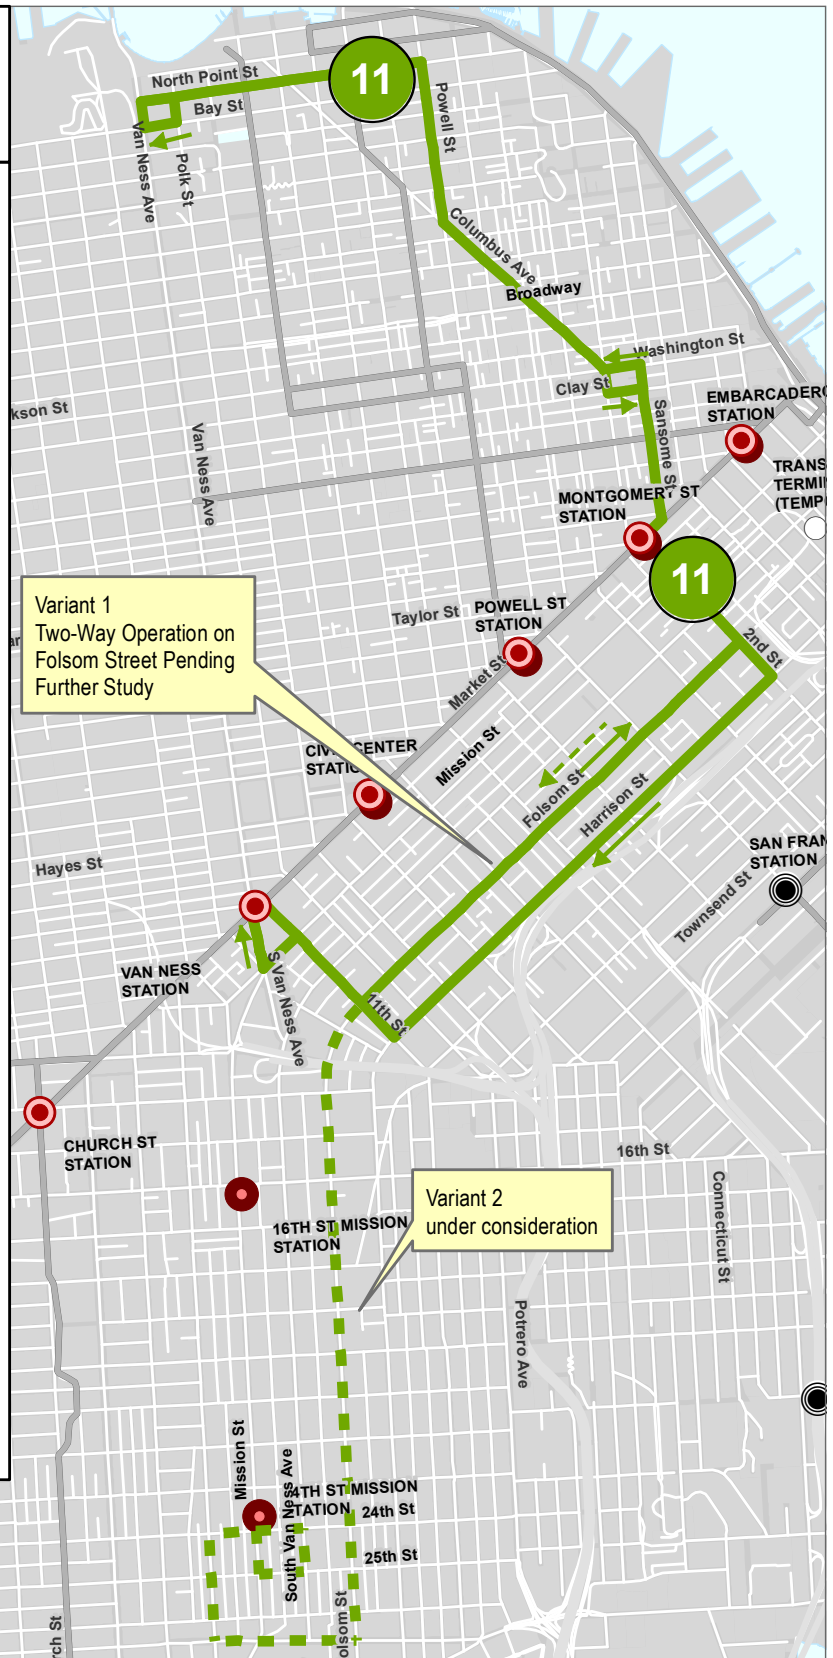 11
North Point St
Bay St
Van Ness Ave
Polk St
Powell St
Columbus Ave
Broadway
Washington St
Clay St
Sansome St
kson St
Van Ness Ave
EMBARCADERO
STATION
TRANS
TERMI
(TEMP
MONTGOMERY ST
STATION
11
2nd St
Variant 1
Two-Way Operation on
Folsom Street Pending
Further Study
Taylor St
POWELL ST
STATION
Market St
Mission St
CIVIC CENTER
STATION
Folsom St
Harrison St
Hayes St
SAN FRAN
STATION
Townsend St
VAN NESS
STATION
S Van Ness Ave
11th St
CHURCH ST
STATION
16th St
Connecticut St
16TH ST MISSION
STATION
Variant 2
under consideration
Potrero Ave
Mission St
South Van Ness Ave
4TH ST MISSION
STATION
24th St
25th St
olsom St
rch St